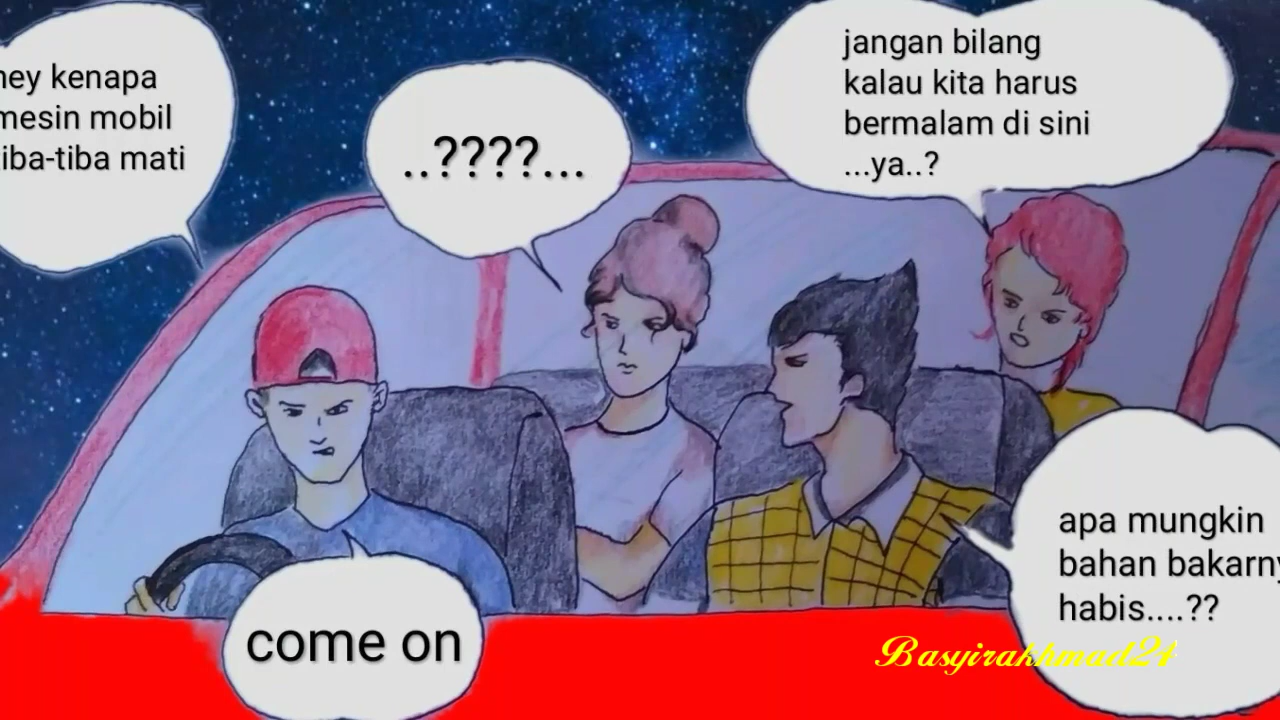 hey kenapa
mesin mobil
tiba-tiba mati
..????...
jangan bilang
kalau kita harus
bermalam di sini
...ya..?
come on
apa mungkin
bahan bakarny
habis....??
Basyirakhmad24